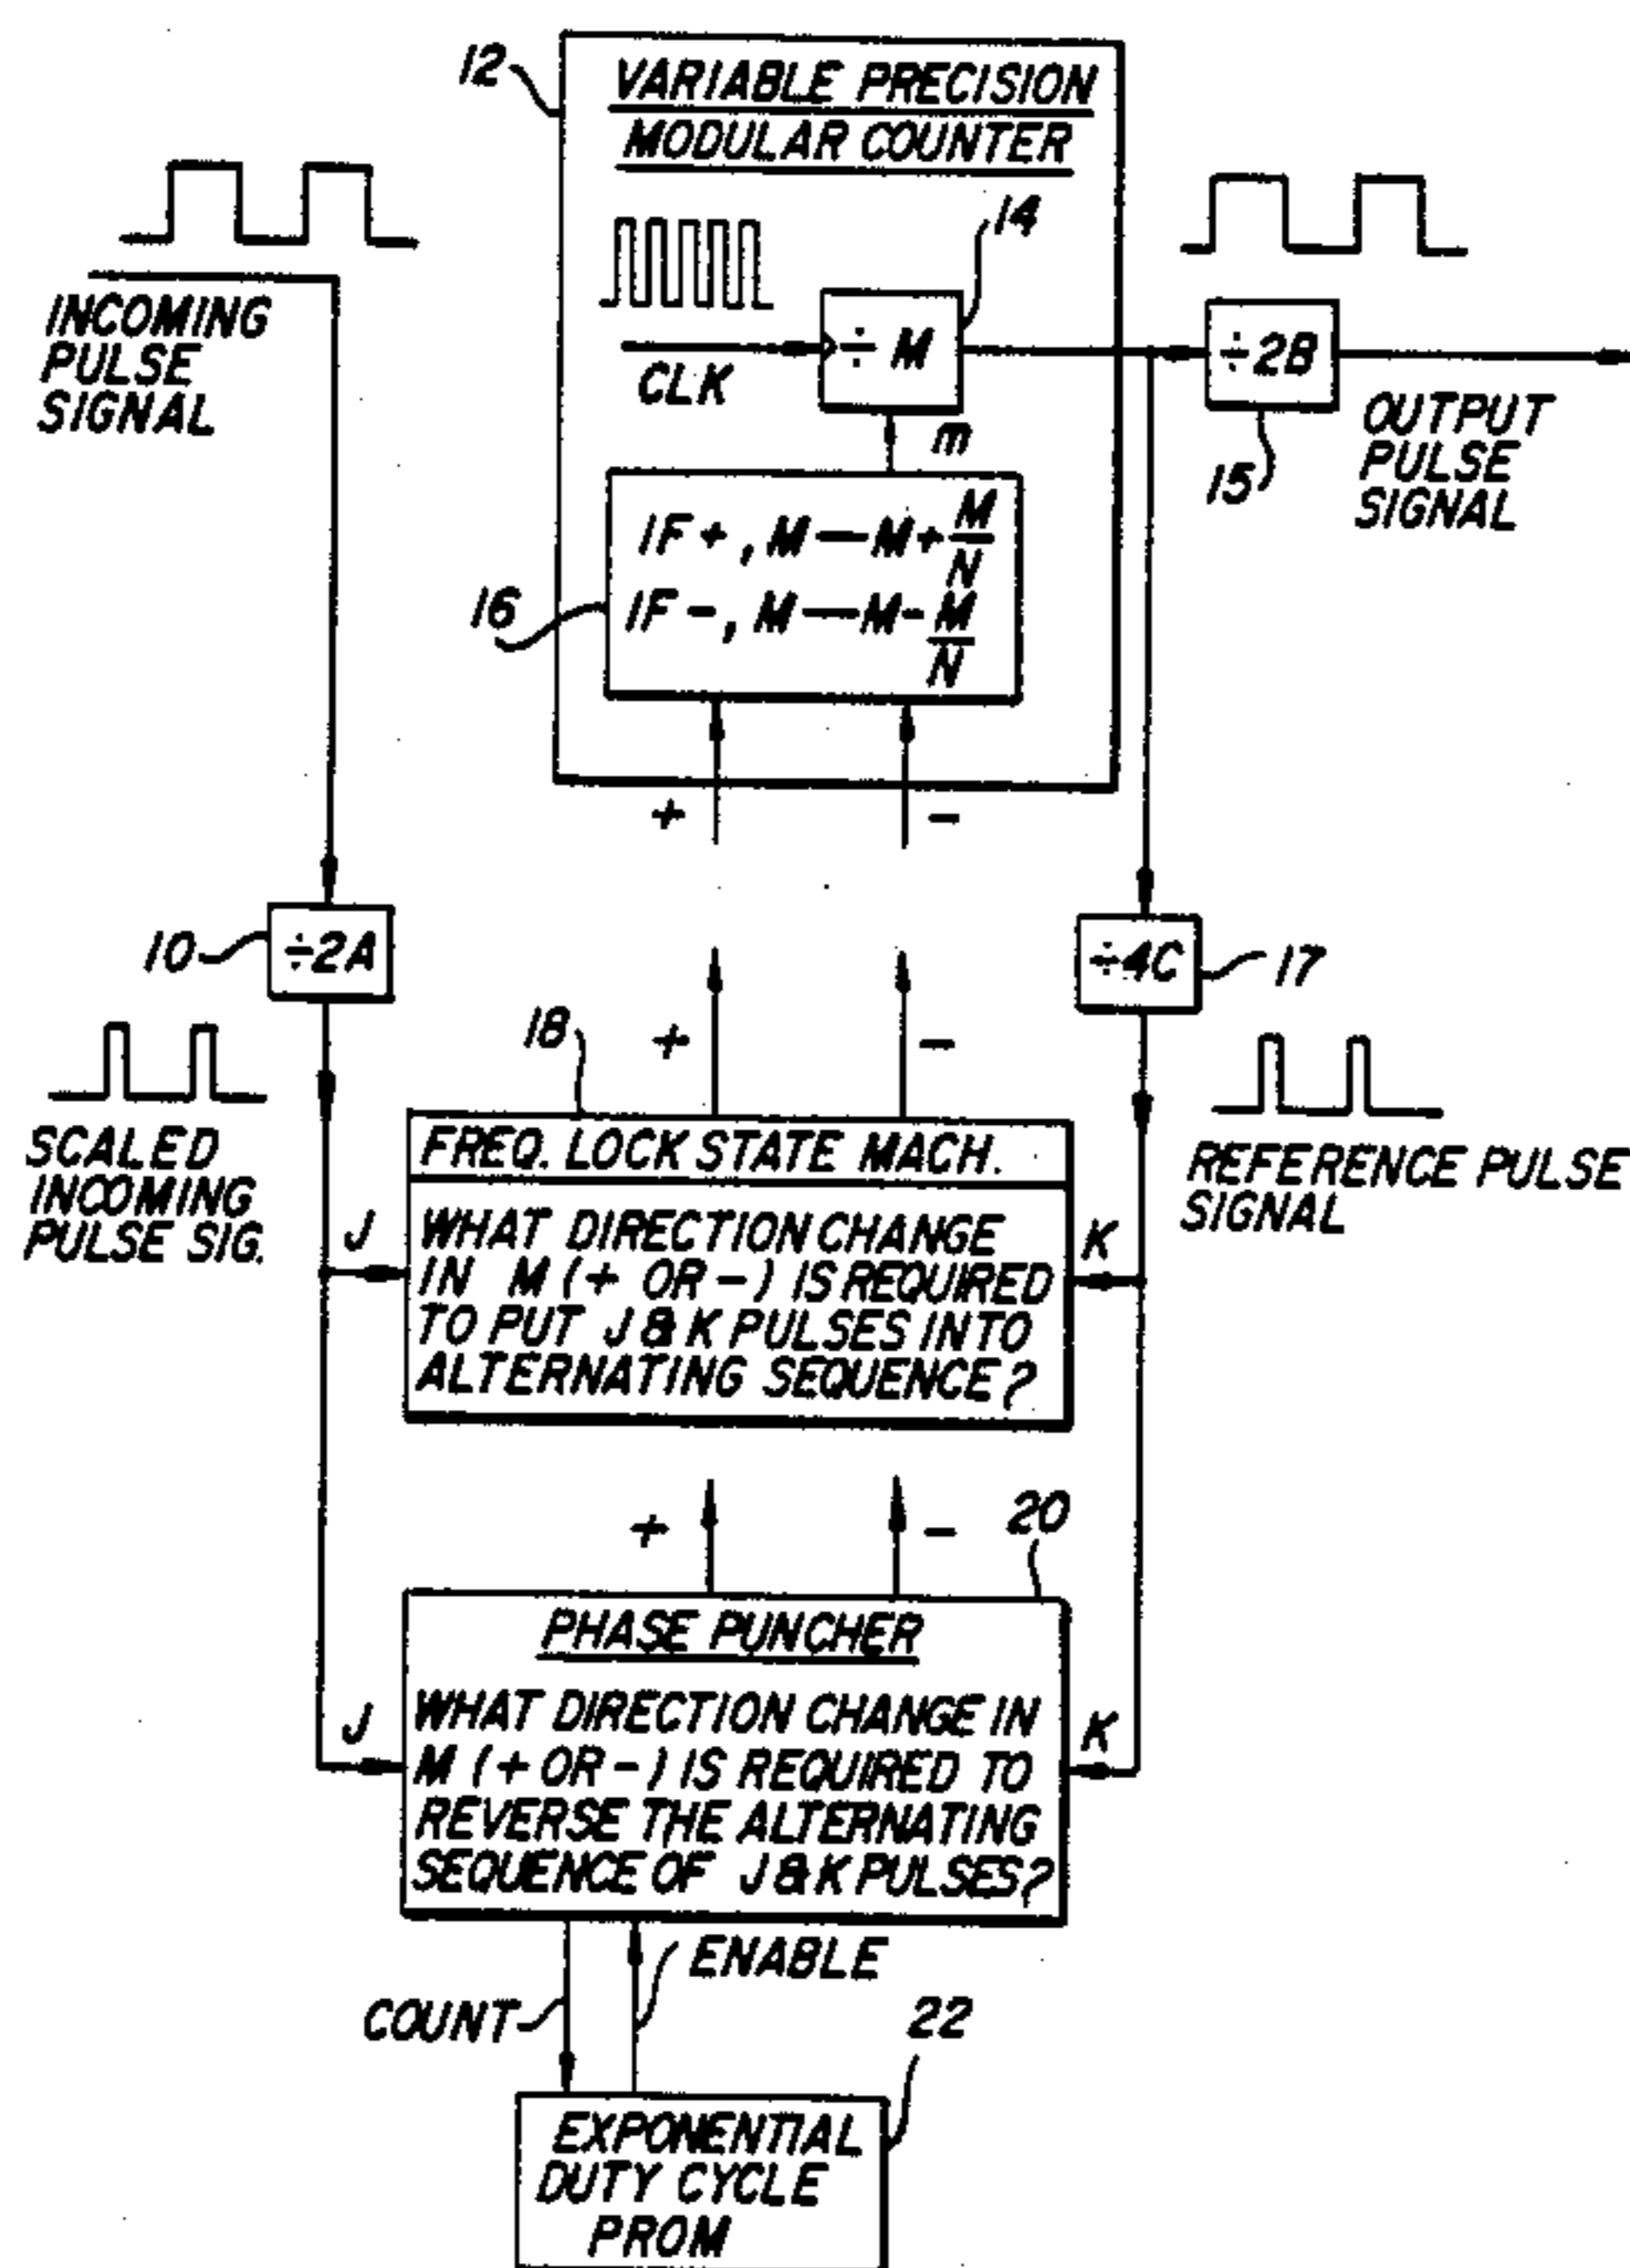 12
VARIABLE PRECISION
MODULAR COUNTER
14
INCOMING
PULSE
SIGNAL
CLK
÷ M
÷2B
m
15
OUTPUT
PULSE
SIGNAL
16
IF +, M — M + M/N
IF -, M — M - M/N
+ -
10
÷2A
÷4C
17
18
+ -
SCALED
INCOMING
PULSE SIG.
REFERENCE PULSE
SIGNAL
FREQ. LOCK STATE MACH.
J
K
WHAT DIRECTION CHANGE
IN M (+ OR -) IS REQUIRED
TO PUT J & K PULSES INTO
ALTERNATING SEQUENCE?
+ -
20
PHASE PUNCHER
J
K
WHAT DIRECTION CHANGE IN
M (+ OR -) IS REQUIRED TO
REVERSE THE ALTERNATING
SEQUENCE OF J & K PULSES?
COUNT
ENABLE
22
EXPONENTIAL
DUTY CYCLE
PROM